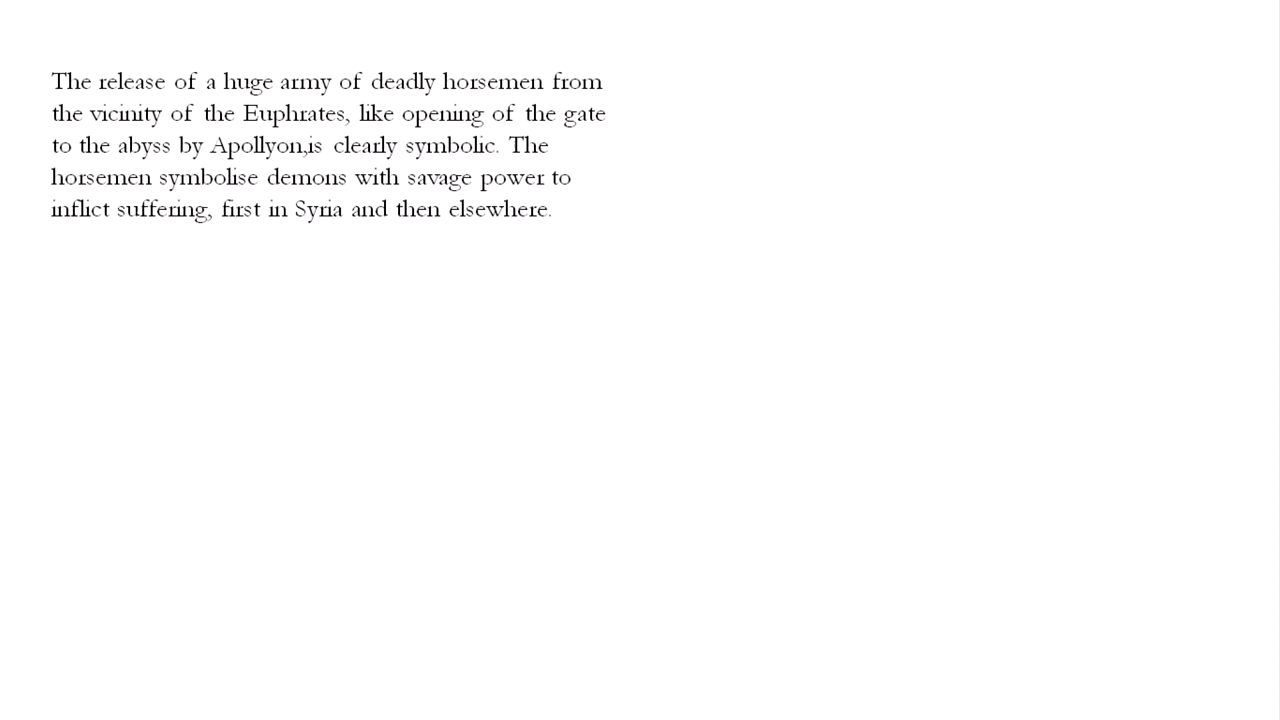 The release of a huge army of deadly horsemen from
the vicinity of the Euphrates, like opening of the gate
to the abyss by Apollyon,is clearly symbolic. The
horsemen symbolise demons with savage power to
inflict suffering, first in Syria and then elsewhere.